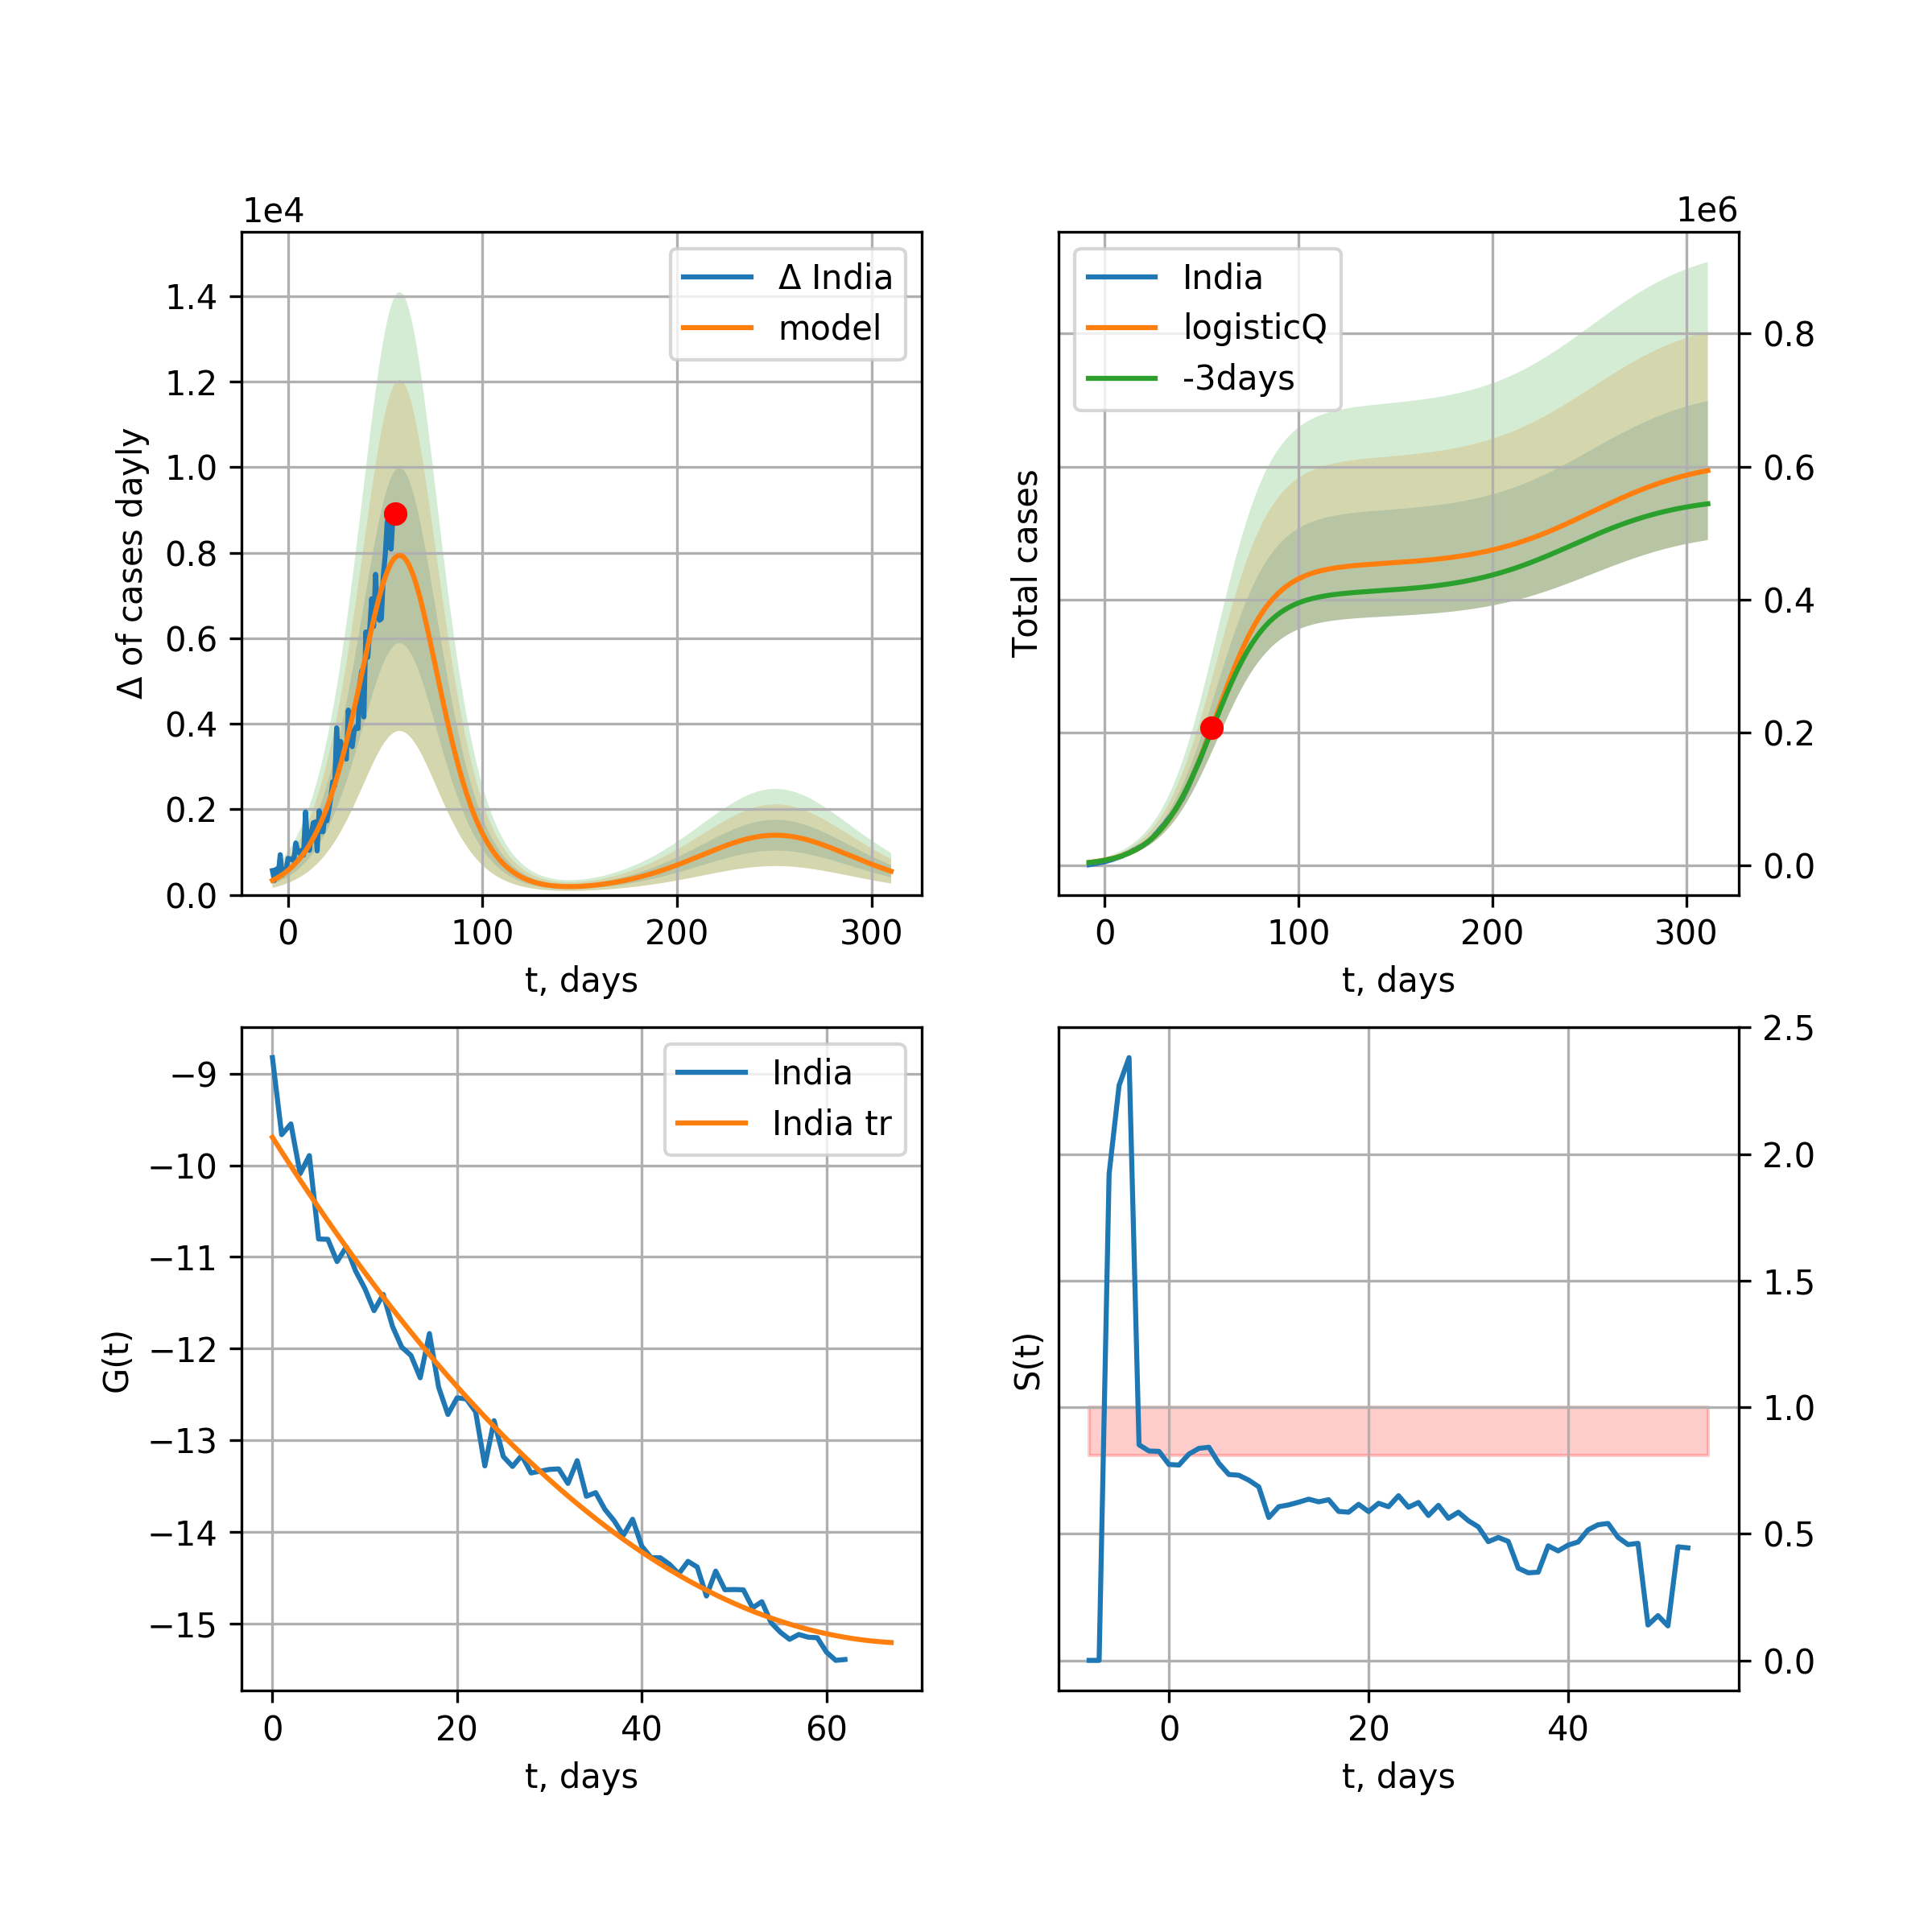 1e4
Δ of cases dayly
1.4
1.2
1.0
0.8
0.6
0.4
0.2
0.0
Δ India
model
0 100 200 300
t, days
1e6
Total cases
India
logisticQ
-3days
0.8
0.6
0.4
0.2
0.0
0 100 200 300
t, days
G(t)
−9
−10
−11
−12
−13
−14
−15
India
India tr
0 20 40 60
t, days
S(t)
2.5
2.0
1.5
1.0
0.5
0.0
0 20 40
t, days